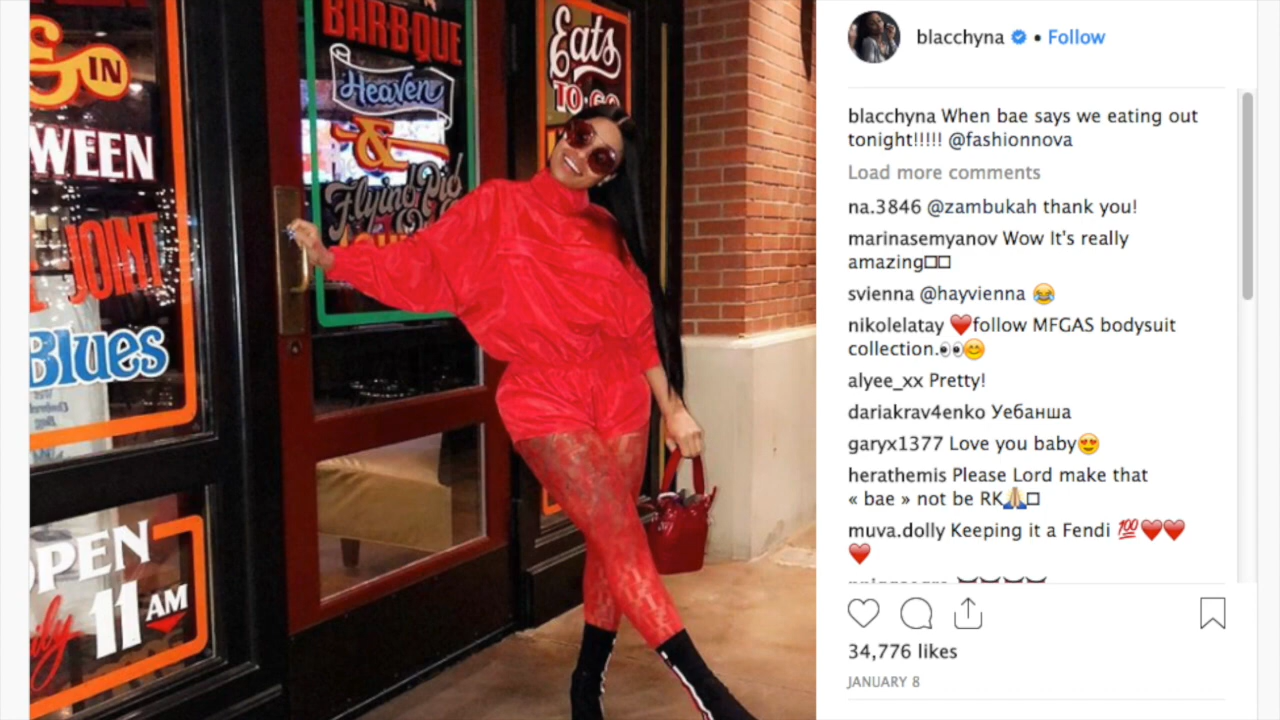 & IN
WEEN
JOINT
Blues
OPEN
11 AM
BARBQUE
Heaven
&
Flying Pig
Eats
TO-GO
blacchyna • Follow
blacchyna When bae says we eating out
tonight!!!!! @fashionnova
Load more comments
na.3846 @zambukah thank you!
marinasemyanov Wow It's really
amazing
svienna @hayvienna 😂
nikolelatay ❤️follow MFGAS bodysuit
collection.👀😊
alyee_xx Pretty!
dariakrav4enko Уебанша
garyx1377 Love you baby😍
herathemis Please Lord make that
« bae » not be RK🙏
muva.dolly Keeping it a Fendi 💯❤️❤️
❤️
34,776 likes
JANUARY 8